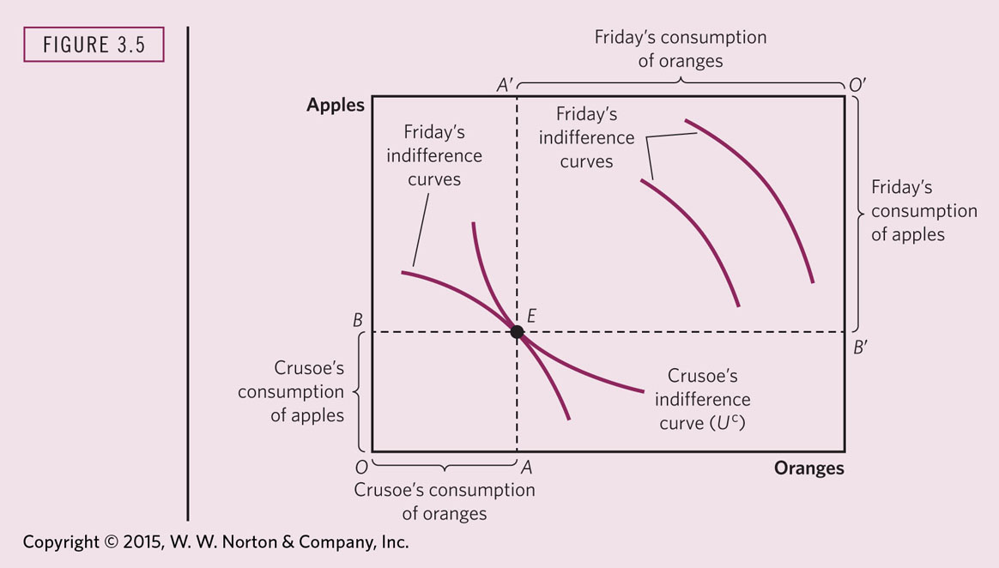 FIGURE 3.5
Friday's consumption
of oranges
A′
O′
Apples
Friday's
indifference
curves
Friday's
indifference
curves
Friday's
consumption
of apples
B
E
B′
Crusoe's
consumption
of apples
Crusoe's
indifference
curve (Uᶜ)
O
A
Oranges
Crusoe's consumption
of oranges
Copyright © 2015, W. W. Norton & Company, Inc.